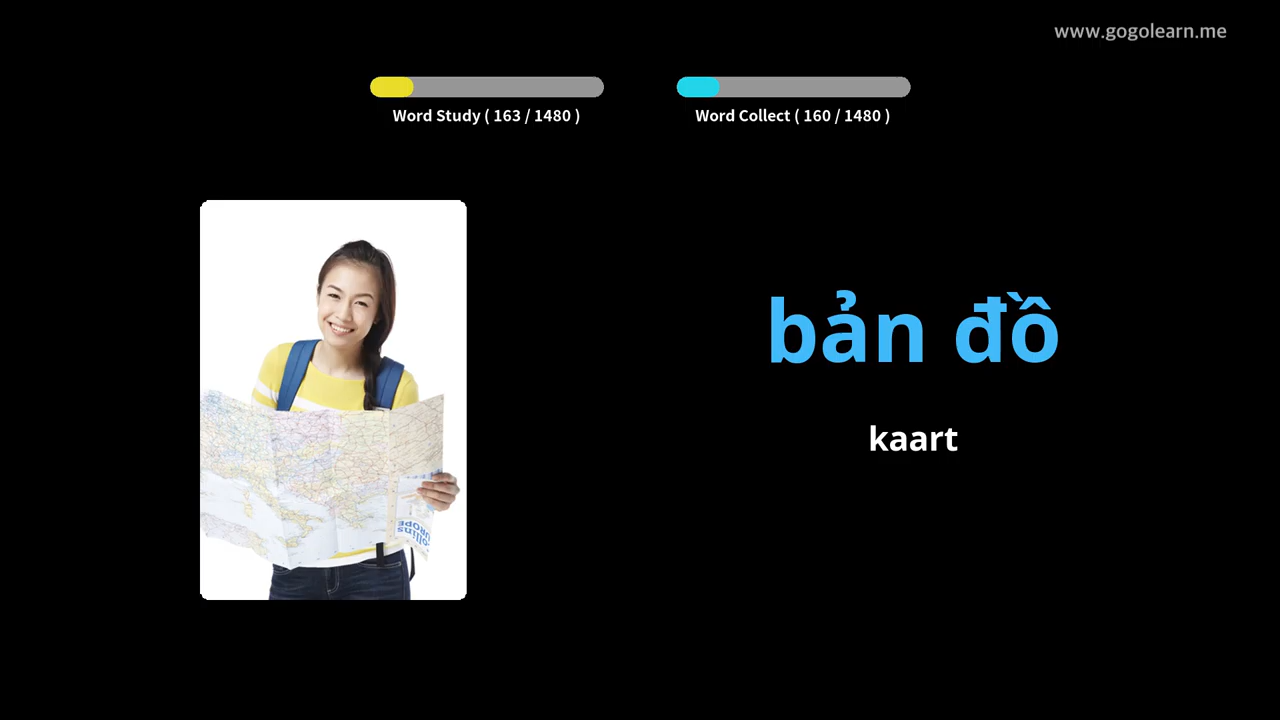 www.gogolearn.me
Word Study ( 163 / 1480 )
Word Collect ( 160 / 1480 )
bản đồ
kaart